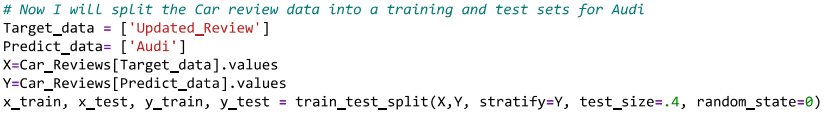 # Now I will split the Car review data into a training and test sets for Audi
Target_data = ['Updated_Review']
Predict_data= ['Audi']
X=Car_Reviews[Target_data].values
Y=Car_Reviews[Predict_data].values
x_train, x_test, y_train, y_test = train_test_split(X,Y, stratify=Y, test_size=.4, random_state=0)